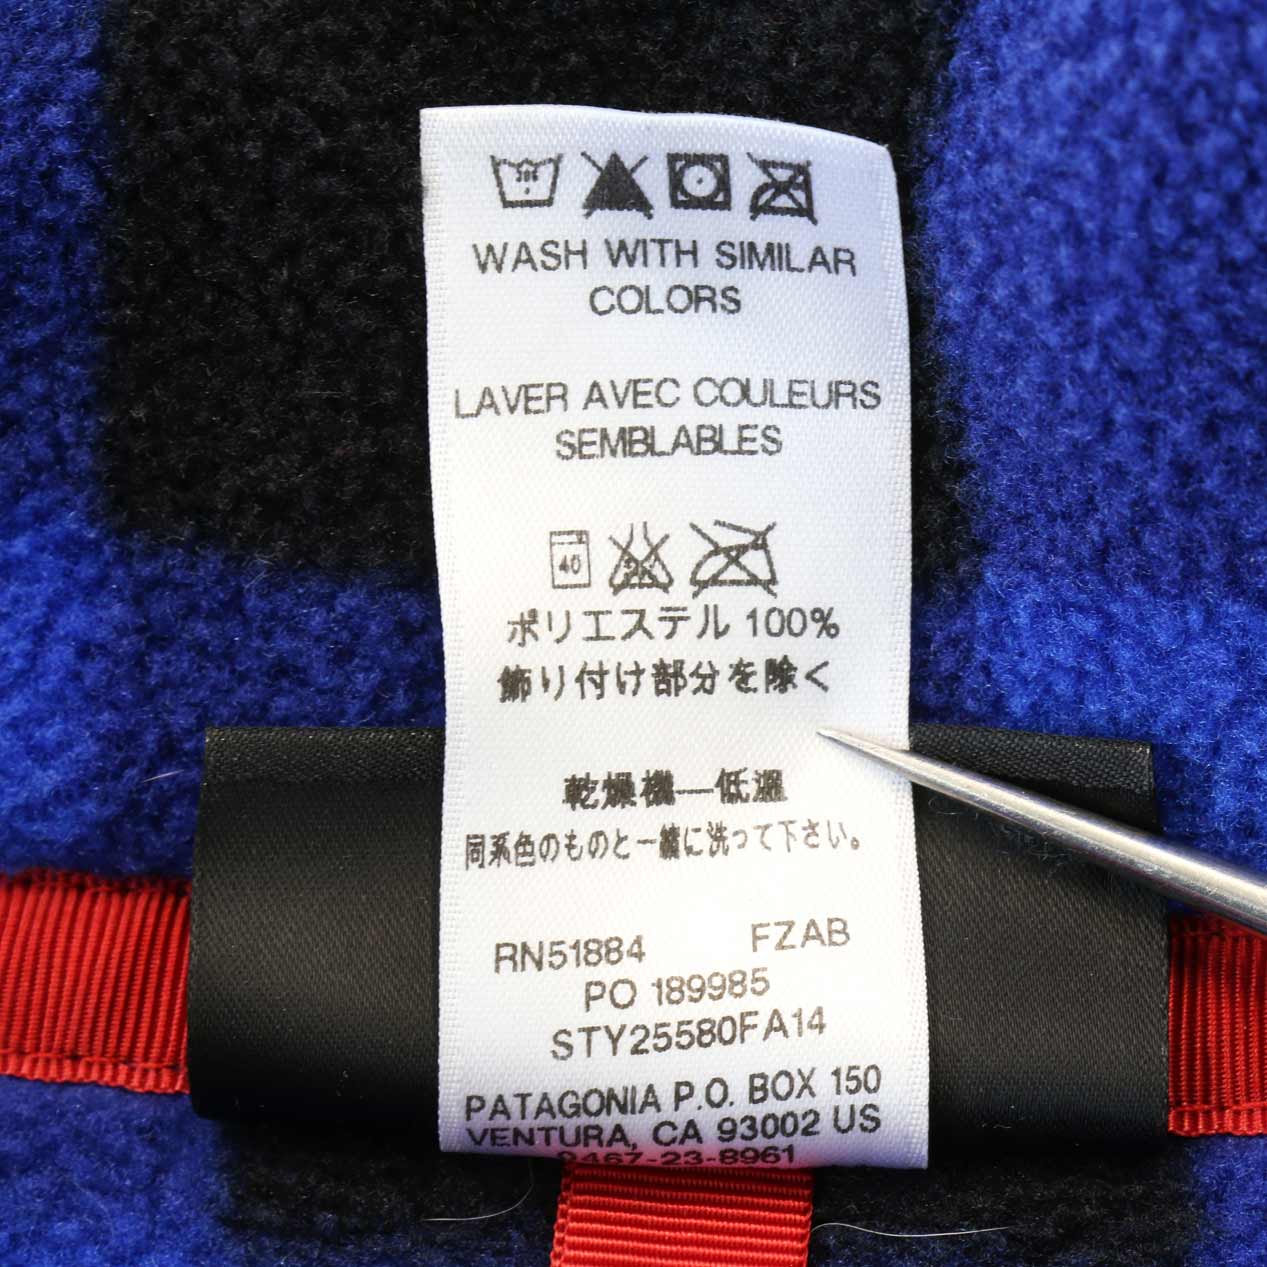 WASH WITH SIMILAR
COLORS
LAVER AVEC COULEURS
SEMBLABLES
40
ポリエステル 100%
飾り付け部分を除く
乾燥機—低温
同系色のものと一緒に洗って下さい。
RN51884 FZAB
PO 189985
STY25580FA14
PATAGONIA P.O. BOX 150
VENTURA, CA 93002 US
0467-23-8961